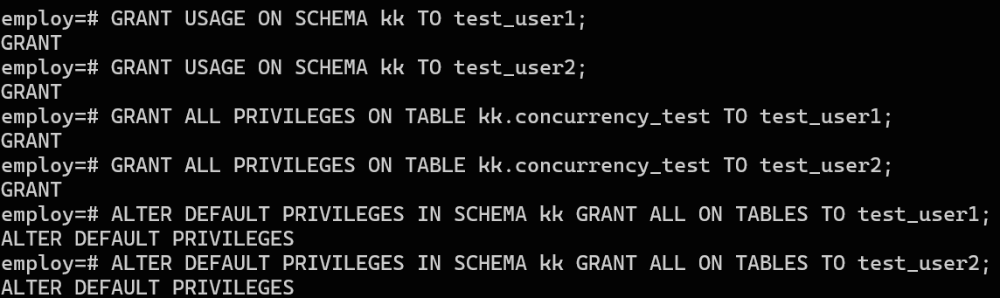 employ=# GRANT USAGE ON SCHEMA kk TO test_user1;
GRANT
employ=# GRANT USAGE ON SCHEMA kk TO test_user2;
GRANT
employ=# GRANT ALL PRIVILEGES ON TABLE kk.concurrency_test TO test_user1;
GRANT
employ=# GRANT ALL PRIVILEGES ON TABLE kk.concurrency_test TO test_user2;
GRANT
employ=# ALTER DEFAULT PRIVILEGES IN SCHEMA kk GRANT ALL ON TABLES TO test_user1;
ALTER DEFAULT PRIVILEGES
employ=# ALTER DEFAULT PRIVILEGES IN SCHEMA kk GRANT ALL ON TABLES TO test_user2;
ALTER DEFAULT PRIVILEGES